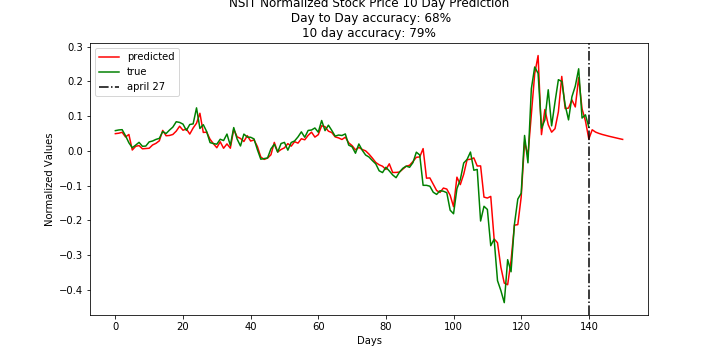 NSIT Normalized Stock Price 10 Day Prediction
Day to Day accuracy: 68%
10 day accuracy: 79%
predicted
true
april 27
0.3
0.2
0.1
0.0
−0.1
−0.2
−0.3
−0.4
Normalized Values
0 20 40 60 80 100 120 140
Days